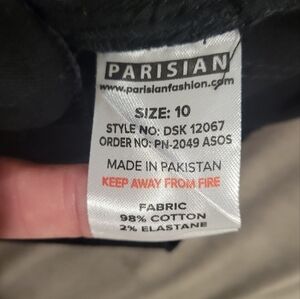 PARISIAN
www.parisianfashion.com
SIZE: 10
STYLE NO: DSK 12067
ORDER NO: PN-2049 ASOS
MADE IN PAKISTAN
KEEP AWAY FROM FIRE
FABRIC
98% COTTON
2% ELASTANE